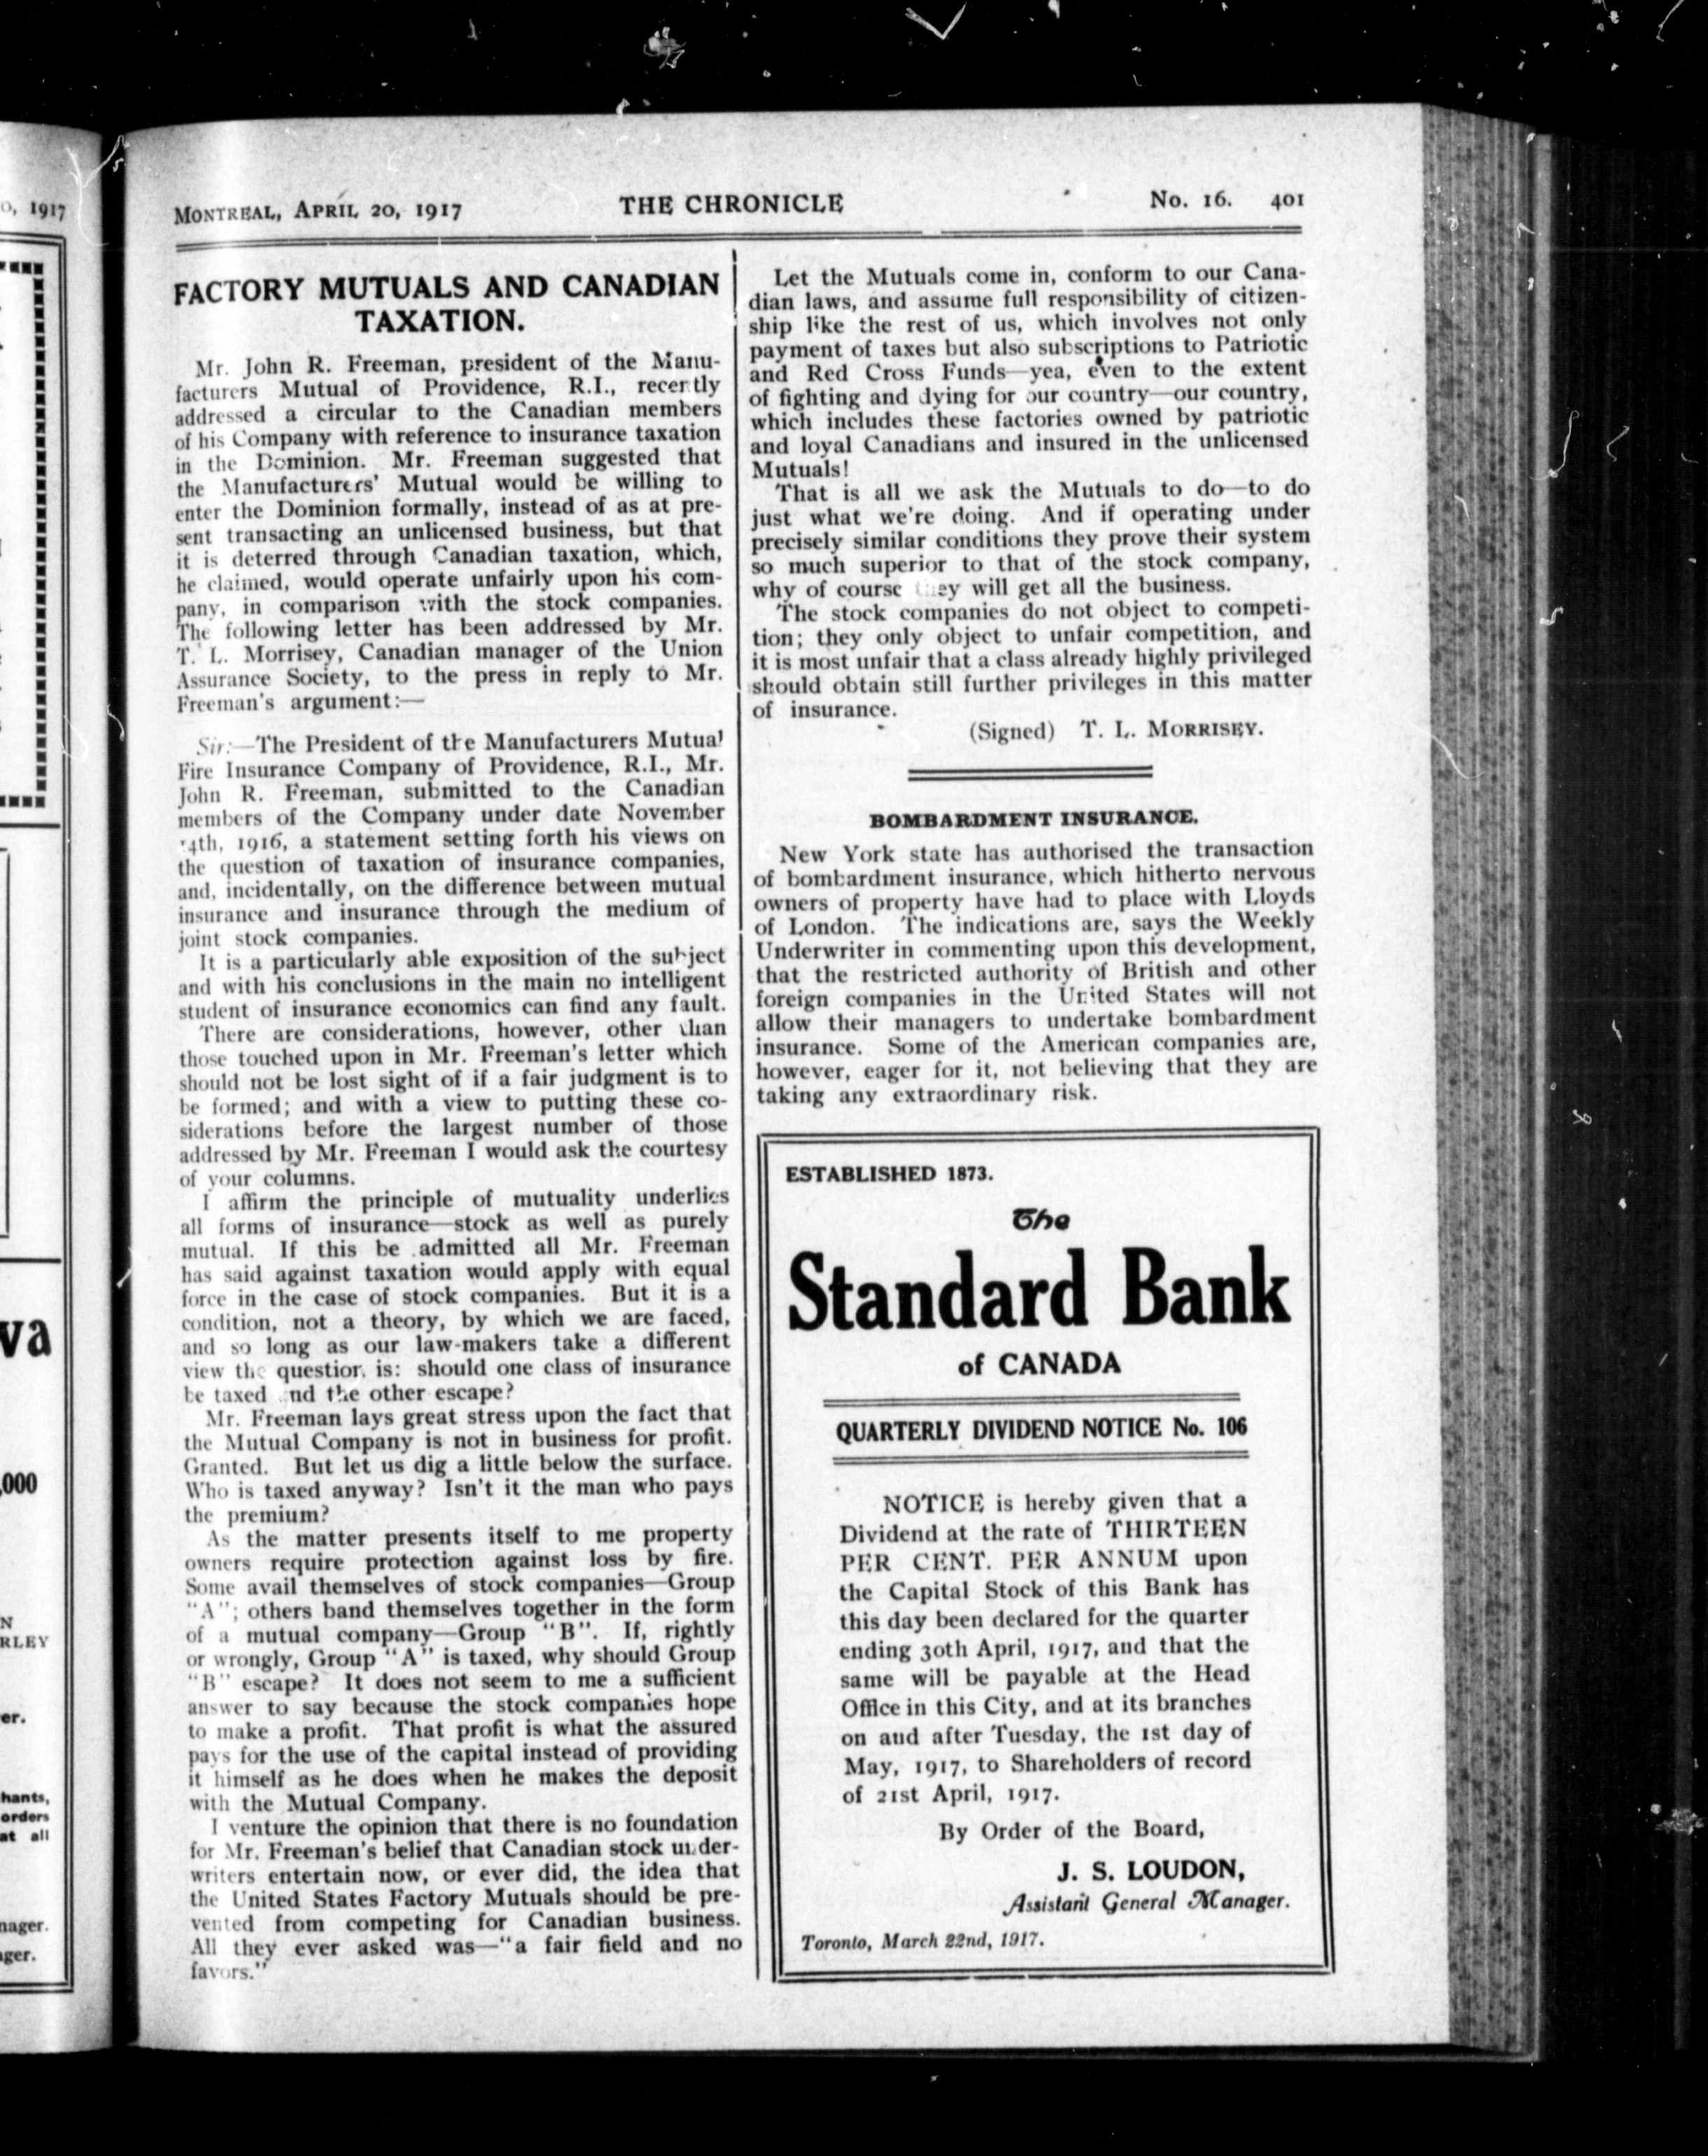 o, 1917
va
,000
N
RLEY
er.
hants,
orders
at all
nager.
ager.
MONTREAL, APRIL 20, 1917 THE CHRONICLE No. 16. 401
FACTORY MUTUALS AND CANADIAN
TAXATION.
Mr. John R. Freeman, president of the Manu-
facturers Mutual of Providence, R.I., recently
addressed a circular to the Canadian members
of his Company with reference to insurance taxation
in the Dominion. Mr. Freeman suggested that
the Manufacturers' Mutual would be willing to
enter the Dominion formally, instead of as at pre-
sent transacting an unlicensed business, but that
it is deterred through Canadian taxation, which,
he claimed, would operate unfairly upon his com-
pany, in comparison with the stock companies.
The following letter has been addressed by Mr.
T. L. Morrisey, Canadian manager of the Union
Assurance Society, to the press in reply to Mr.
Freeman's argument:—
Sir:—The President of the Manufacturers Mutual
Fire Insurance Company of Providence, R.I., Mr.
John R. Freeman, submitted to the Canadian
members of the Company under date November
4th, 1916, a statement setting forth his views on
the question of taxation of insurance companies,
and, incidentally, on the difference between mutual
insurance and insurance through the medium of
joint stock companies.
It is a particularly able exposition of the subject
and with his conclusions in the main no intelligent
student of insurance economics can find any fault.
There are considerations, however, other than
those touched upon in Mr. Freeman's letter which
should not be lost sight of if a fair judgment is to
be formed; and with a view to putting these co-
siderations before the largest number of those
addressed by Mr. Freeman I would ask the courtesy
of your columns.
I affirm the principle of mutuality underlies
all forms of insurance—stock as well as purely
mutual. If this be admitted all Mr. Freeman
has said against taxation would apply with equal
force in the case of stock companies. But it is a
condition, not a theory, by which we are faced,
and so long as our law-makers take a different
view the question is: should one class of insurance
be taxed and the other escape?
Mr. Freeman lays great stress upon the fact that
the Mutual Company is not in business for profit.
Granted. But let us dig a little below the surface.
Who is taxed anyway? Isn't it the man who pays
the premium?
As the matter presents itself to me property
owners require protection against loss by fire.
Some avail themselves of stock companies—Group
"A"; others band themselves together in the form
of a mutual company—Group "B". If, rightly
or wrongly, Group "A" is taxed, why should Group
"B" escape? It does not seem to me a sufficient
answer to say because the stock companies hope
to make a profit. That profit is what the assured
pays for the use of the capital instead of providing
it himself as he does when he makes the deposit
with the Mutual Company.
I venture the opinion that there is no foundation
for Mr. Freeman's belief that Canadian stock under-
writers entertain now, or ever did, the idea that
the United States Factory Mutuals should be pre-
vented from competing for Canadian business.
All they ever asked was—"a fair field and no
favors."
Let the Mutuals come in, conform to our Cana-
dian laws, and assume full responsibility of citizen-
ship like the rest of us, which involves not only
payment of taxes but also subscriptions to Patriotic
and Red Cross Funds—yea, even to the extent
of fighting and dying for our country—our country,
which includes these factories owned by patriotic
and loyal Canadians and insured in the unlicensed
Mutuals!
That is all we ask the Mutuals to do—to do
just what we're doing. And if operating under
precisely similar conditions they prove their system
so much superior to that of the stock company,
why of course they will get all the business.
The stock companies do not object to competi-
tion; they only object to unfair competition, and
it is most unfair that a class already highly privileged
should obtain still further privileges in this matter
of insurance.
(Signed) T. L. MORRISEY.
BOMBARDMENT INSURANCE.
New York state has authorised the transaction
of bombardment insurance, which hitherto nervous
owners of property have had to place with Lloyds
of London. The indications are, says the Weekly
Underwriter in commenting upon this development,
that the restricted authority of British and other
foreign companies in the United States will not
allow their managers to undertake bombardment
insurance. Some of the American companies are,
however, eager for it, not believing that they are
taking any extraordinary risk.
ESTABLISHED 1873.
The
Standard Bank
of CANADA
QUARTERLY DIVIDEND NOTICE No. 106
NOTICE is hereby given that a
Dividend at the rate of THIRTEEN
PER CENT. PER ANNUM upon
the Capital Stock of this Bank has
this day been declared for the quarter
ending 30th April, 1917, and that the
same will be payable at the Head
Office in this City, and at its branches
on and after Tuesday, the 1st day of
May, 1917, to Shareholders of record
of 21st April, 1917.
By Order of the Board,
J. S. LOUDON,
Assistant General Manager.
Toronto, March 22nd, 1917.